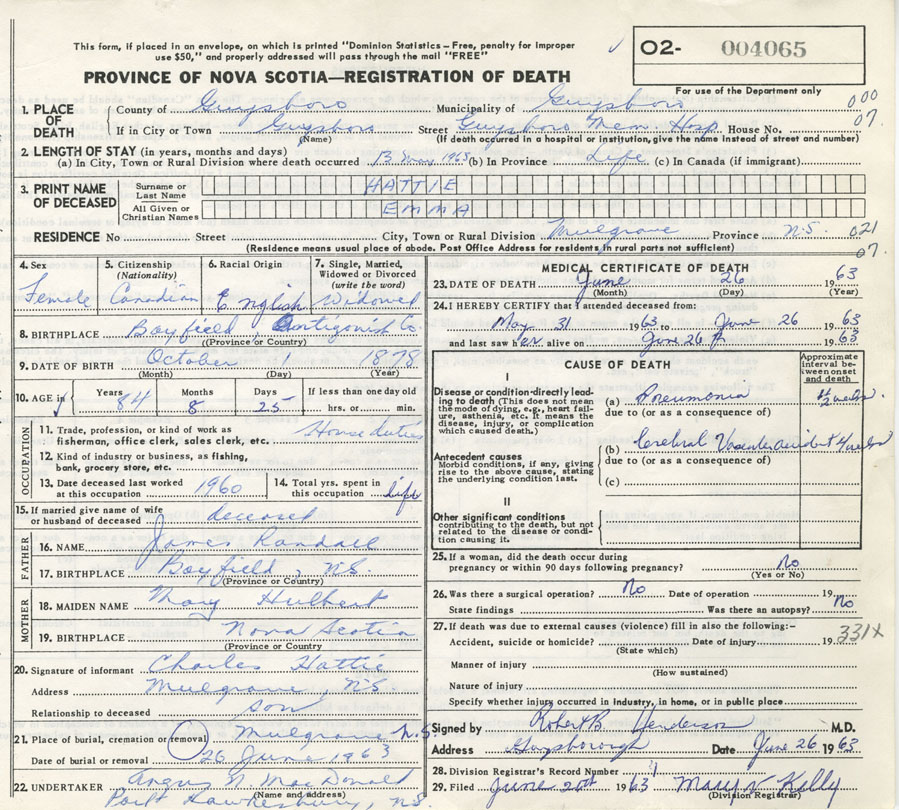 This form, if placed in an envelope, on which is printed "Dominion Statistics – Free, penalty for improper
use $50," and properly addressed will pass through the mail "FREE"
O2- 004065
PROVINCE OF NOVA SCOTIA—REGISTRATION OF DEATH
For use of the Department only
1. PLACE OF DEATH County of Guysboro Municipality of Guysboro 000
If in City or Town Guysboro Street Guysboro Mem. Hosp House No. 07.
(Name) (If death occurred in a hospital or institution, give the name instead of street and number)
2. LENGTH OF STAY (in years, months and days)
(a) In City, Town or Rural Division where death occurred 13 May 1963 (b) In Province Life (c) In Canada (if immigrant)
3. PRINT NAME OF DECEASED
Surname or Last Name HATTIE
All Given or Christian Names EMMA
RESIDENCE No Street City, Town or Rural Division Mulgrave Province N.S. 021
(Residence means usual place of abode. Post Office Address for residents in rural parts not sufficient) 07.
4. Sex Female
5. Citizenship (Nationality) Canadian
6. Racial Origin English
7. Single, Married, Widowed or Divorced (write the word) Widowed
8. BIRTHPLACE Bayfield Antigonish Co.
(Province or Country)
9. DATE OF BIRTH October 1 1878
(Month) (Day) (Year)
10. AGE in Years 84 Months 8 Days 25 If less than one day old hrs. or min.
OCCUPATION
11. Trade, profession, or kind of work as fisherman, office clerk, sales clerk, etc. House duties
12. Kind of industry or business, as fishing, bank, grocery store, etc.
13. Date deceased last worked at this occupation 1960
14. Total yrs. spent in this occupation life
15. If married give name of wife or husband of deceased deceased
FATHER
16. NAME James Randall
17. BIRTHPLACE Bayfield, N.S.
(Province or Country)
MOTHER
18. MAIDEN NAME Mary Hulbert
19. BIRTHPLACE Nova Scotia
(Province or Country)
20. Signature of informant Charles Hattie
Address Mulgrave, N.S.
Relationship to deceased son
21. Place of burial, cremation or removal Mulgrave N.S.
Date of burial or removal 26 June 1963
22. UNDERTAKER Angus N. MacDonald
(Name and address)
Port Hawkesbury, N.S.
MEDICAL CERTIFICATE OF DEATH
23. DATE OF DEATH June 26 1963
(Month) (Day) (Year)
24. I HEREBY CERTIFY that I attended deceased from:
May 31 1963 to June 26 1963
and last saw her alive on June 26th 1963
CAUSE OF DEATH
Approximate interval between onset and death
I
Disease or condition directly leading to death (This does not mean the mode of dying, e.g., heart failure, asthenia, etc. It means the disease, injury, or complication which caused death.)
(a) Pneumonia 1/2 weeks
due to (or as a consequence of)
Antecedent causes
Morbid conditions, if any, giving rise to the above cause, stating the underlying condition last.
(b) Cerebral Vascular accident 4 weeks
due to (or as a consequence of)
(c)
II
Other significant conditions
contributing to the death, but not related to the disease or condition causing it.
25. If a woman, did the death occur during pregnancy or within 90 days following pregnancy? No
(Yes or No)
26. Was there a surgical operation? No Date of operation 19
State findings Was there an autopsy? No
27. If death was due to external causes (violence) fill in also the following:–
Accident, suicide or homicide? Date of injury 19 331x
(State which)
Manner of injury
(How sustained)
Nature of injury
Specify whether injury occurred in industry, in home, or in public place
Signed by Robert B Henderson M.D.
Address Guysborough Date June 26 1963
28. Division Registrar's Record Number
29. Filed June 26th 1963 Mary V Kelly
(Division Registrar)